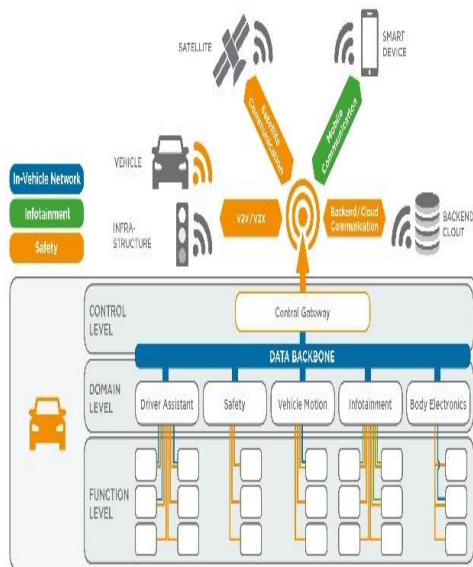 SATELLITE
SMART
DEVICE
Satellite
Communication
Mobile
Communication
VEHICLE
In-Vehicle Network
Infotainment
Safety
INFRA-
STRUCTURE
V2V/V2X
Backend/Cloud
Communication
BACKEND
CLOUT
CONTROL
LEVEL
Central Gateway
DATA BACKBONE
DOMAIN
LEVEL
Driver Assistant
Safety
Vehicle Motion
Infotainment
Body Electronics
FUNCTION
LEVEL